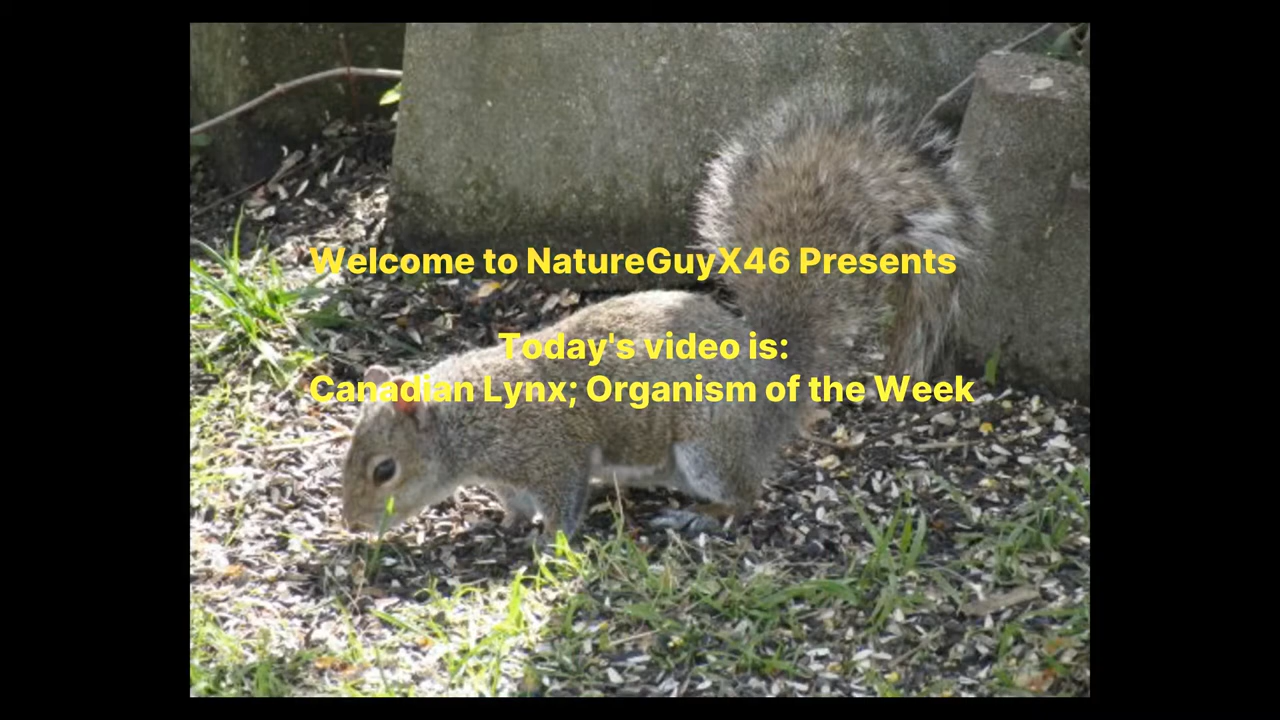 Welcome to NatureGuyX46 Presents
Today's video is:
Canadian Lynx; Organism of the Week